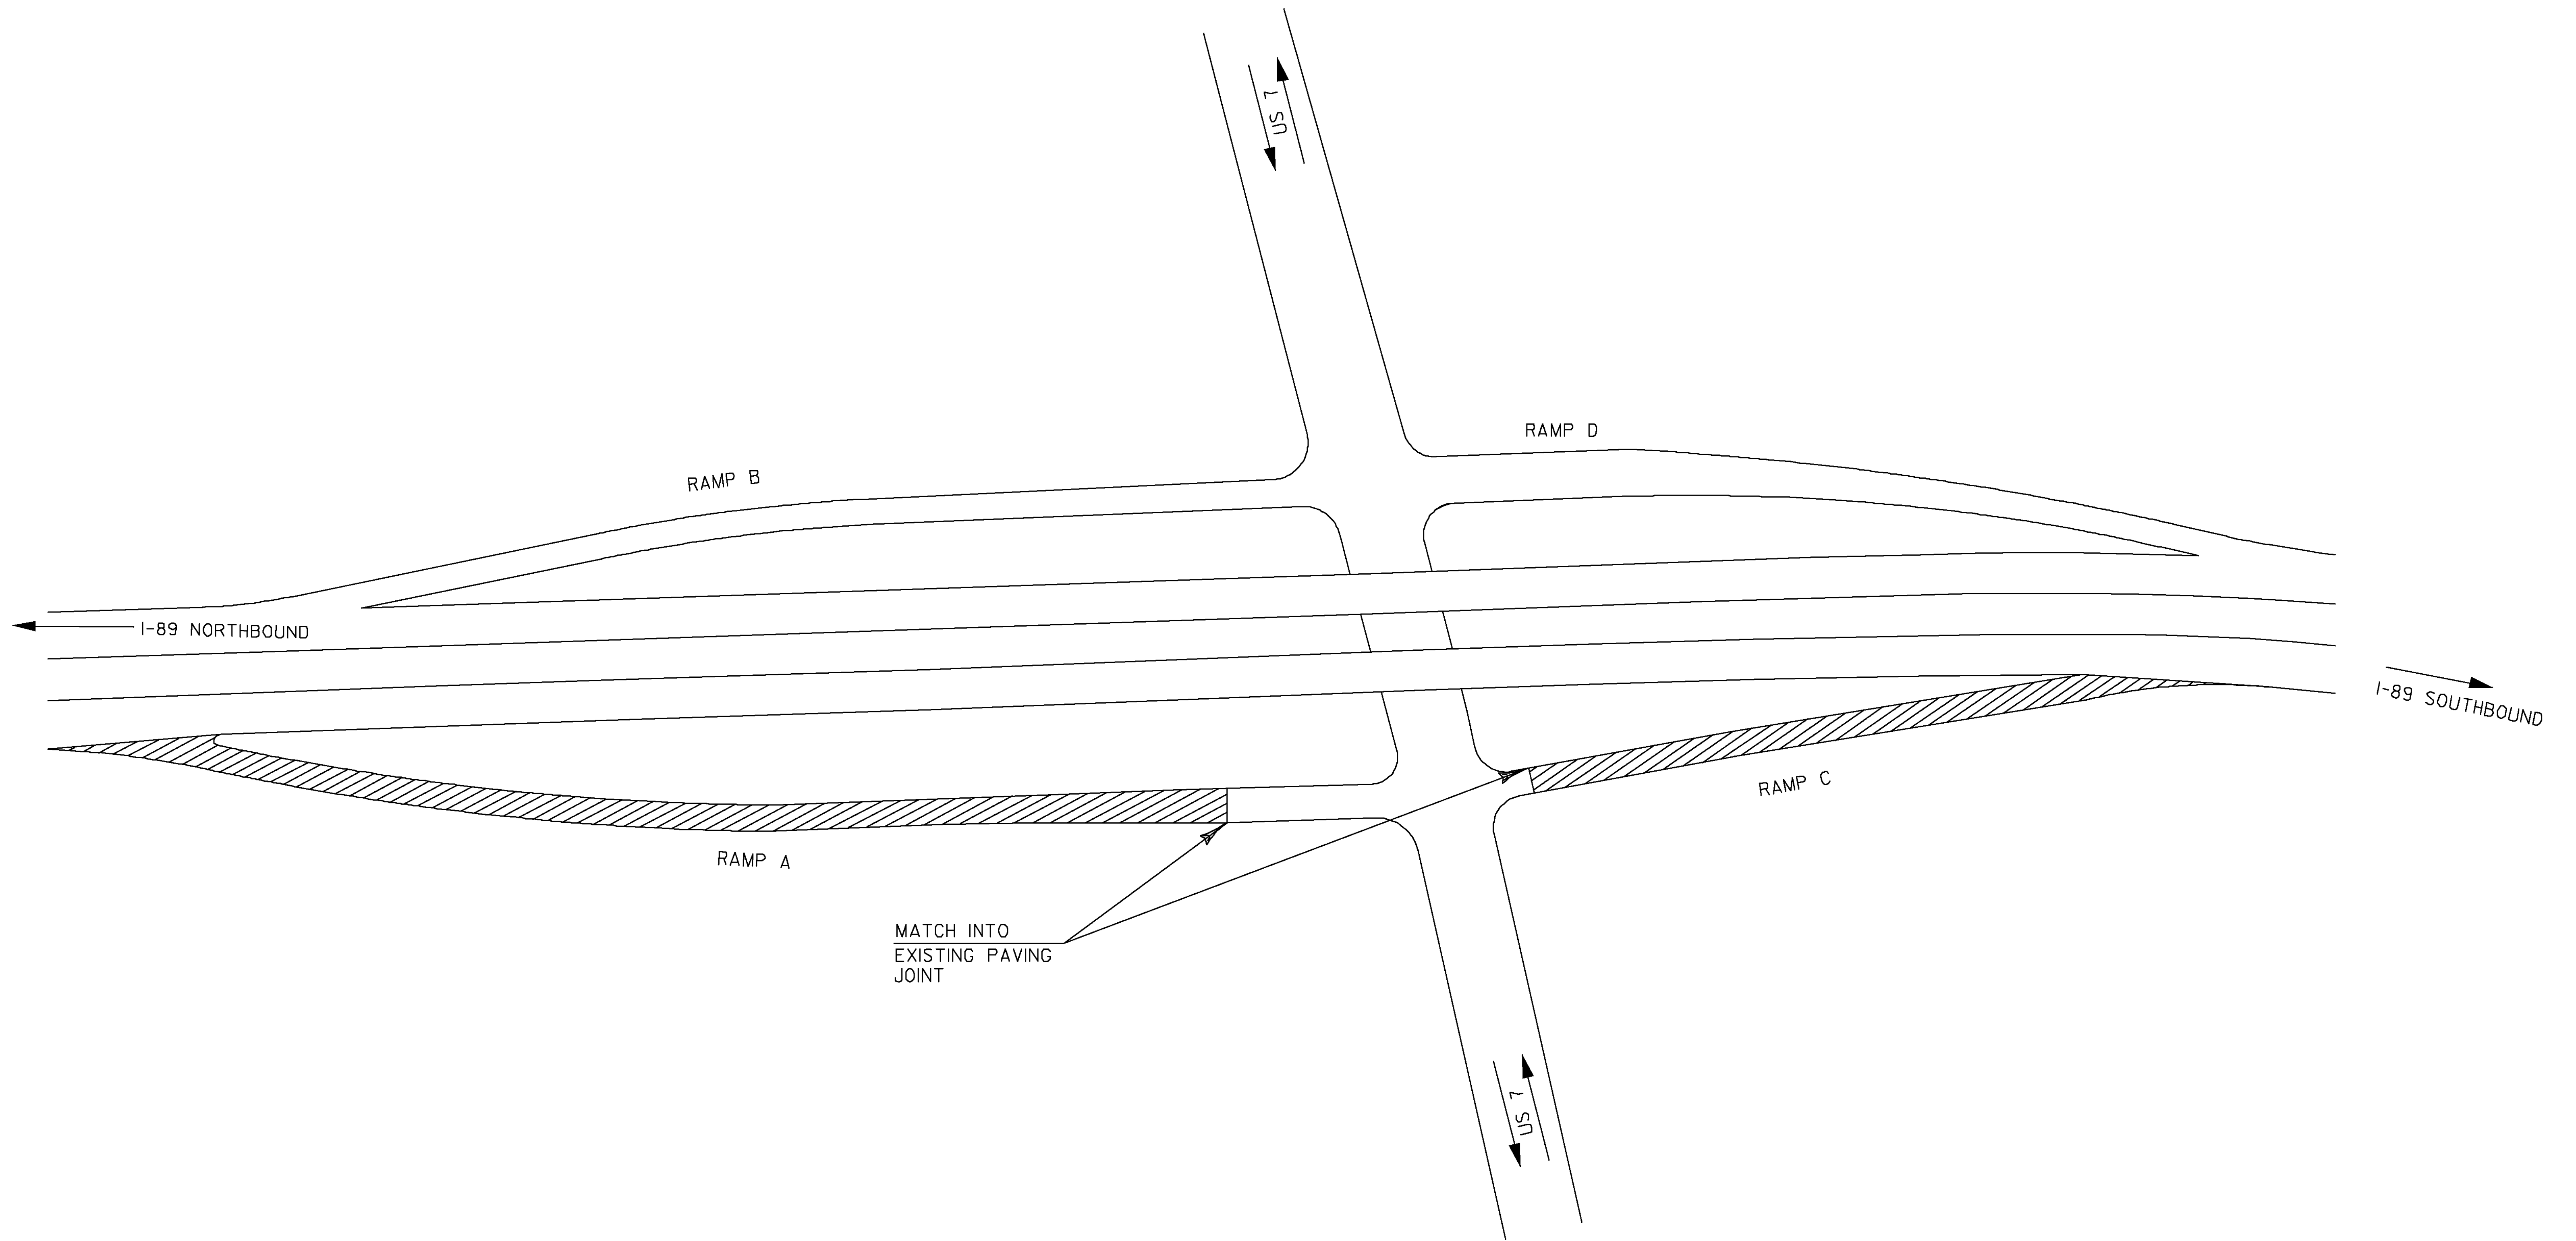 US 7
RAMP D
RAMP B
I-89 NORTHBOUND
I-89 SOUTHBOUND
RAMP C
RAMP A
MATCH INTO
EXISTING PAVING
JOINT
US 7